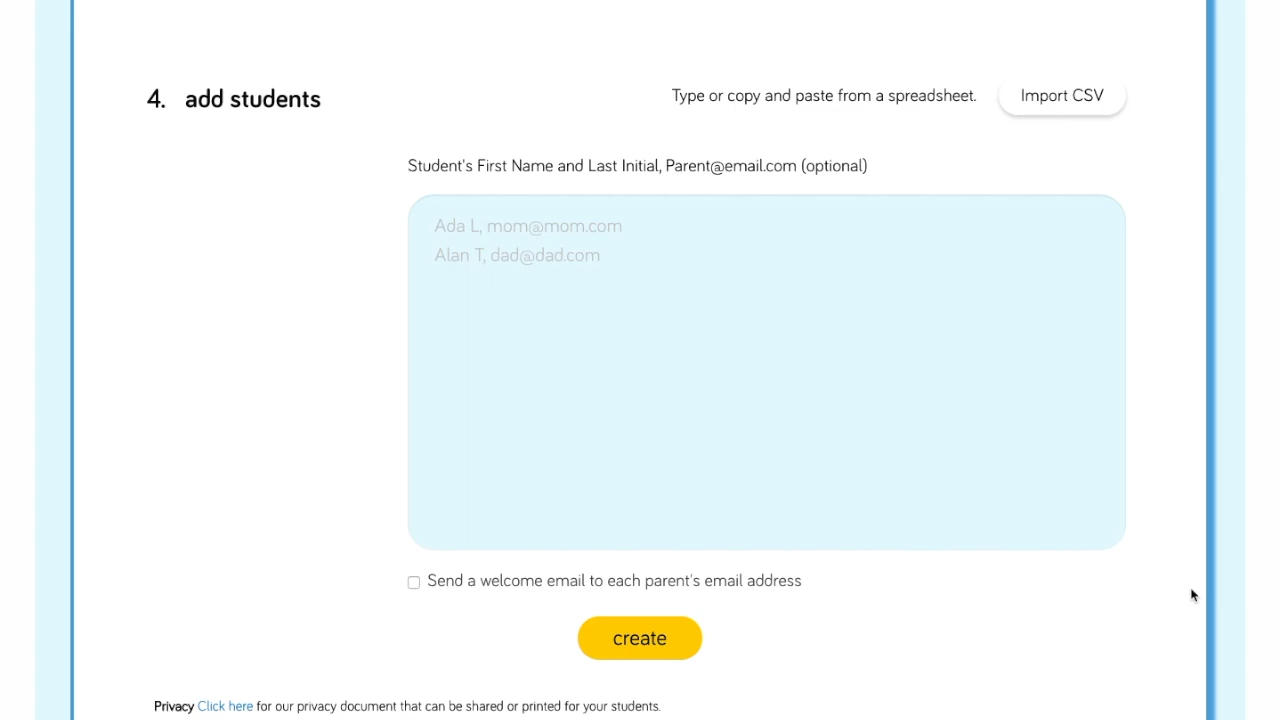 4. add students
Type or copy and paste from a spreadsheet.
Import CSV
Student's First Name and Last Initial, Parent@email.com (optional)
Ada L, mom@mom.com
Alan T, dad@dad.com
Send a welcome email to each parent's email address
create
Privacy Click here for our privacy document that can be shared or printed for your students.